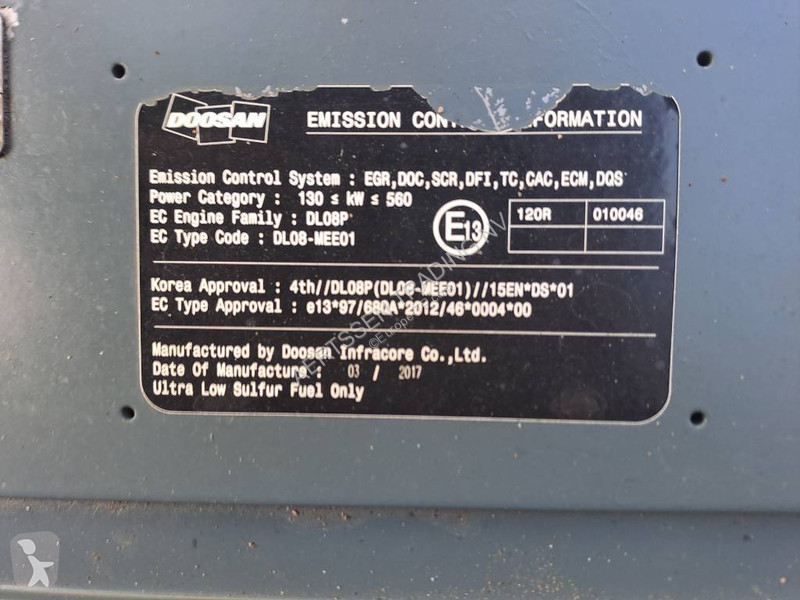 DOOSAN
EMISSION CONT FORMATION
Emission Control System : EGR,DOC,SCR,DFI,TC,CAC,ECM,DQS
Power Category : 130 ≤ kW ≤ 560
EC Engine Family : DL08P
EC Type Code : DL08-MEE01
E13
120R 010046
Korea Approval : 4th//DL08P(DL08-MEE01)//15EN*DS*01
EC Type Approval : e13*97/68QA*2012/46*0004*00
Manufactured by Doosan Infracore Co.,Ltd.
Date Of Manufacture : 03 / 2017
Ultra Low Sulfur Fuel Only